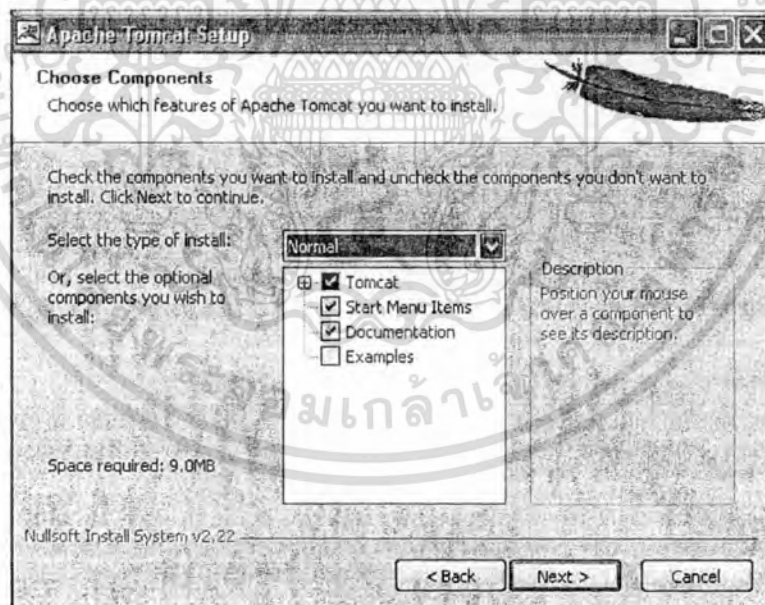 Apache Tomcat Setup
Choose Components
Choose which features of Apache Tomcat you want to install.
Check the components you want to install and uncheck the components you don't want to
install. Click Next to continue.
Select the type of install:
Normal
Or, select the optional
components you wish to
install:
Tomcat
Start Menu Items
Documentation
Examples
Description
Position your mouse
over a component to
see its description.
Space required: 9.0MB
Nullsoft Install System v2.22
< Back
Next >
Cancel